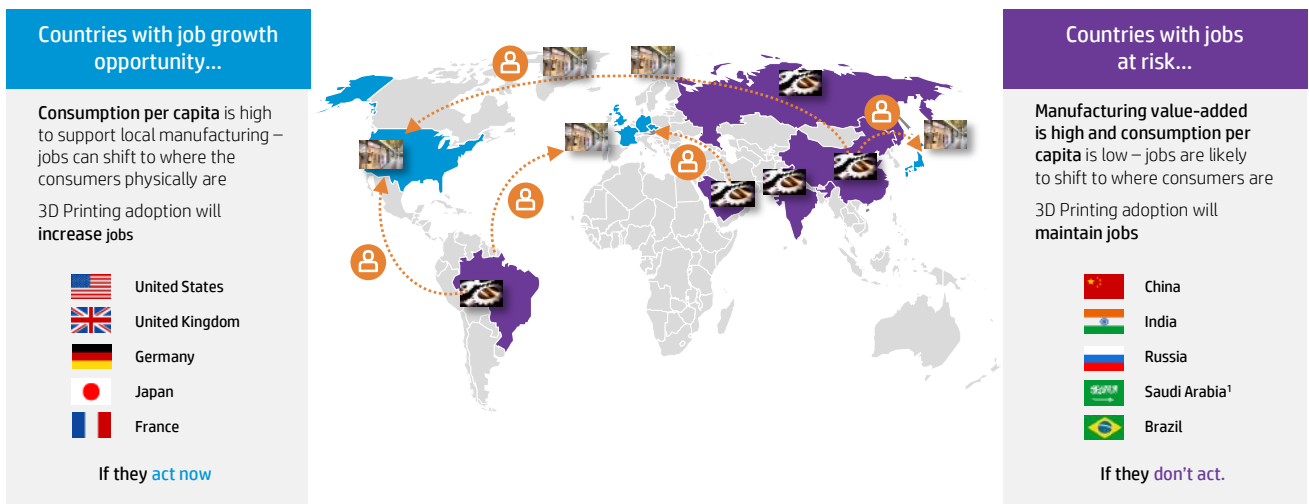 Countries with job growth
opportunity...
Consumption per capita is high
to support local manufacturing –
jobs can shift to where the
consumers physically are
3D Printing adoption will
increase jobs
United States
United Kingdom
Germany
Japan
France
If they act now
Countries with jobs
at risk...
Manufacturing value-added
is high and consumption per
capita is low – jobs are likely
to shift to where consumers are
3D Printing adoption will
maintain jobs
China
India
Russia
Saudi Arabia¹
Brazil
If they don't act.